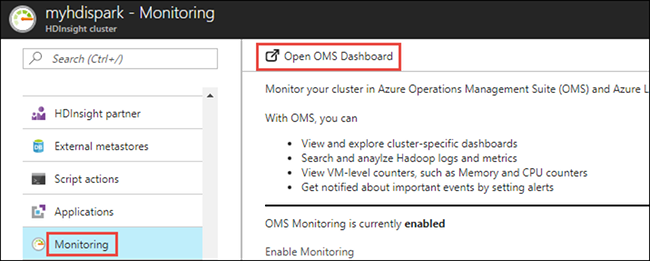 myhdispark - Monitoring
HDInsight cluster
Search (Ctrl+/)
HDInsight partner
External metastores
Script actions
Applications
Monitoring
Open OMS Dashboard
Monitor your cluster in Azure Operations Management Suite (OMS) and Azure L
With OMS, you can
View and explore cluster-specific dashboards
Search and anaylze Hadoop logs and metrics
View VM-level counters, such as Memory and CPU counters
Get notified about important events by setting alerts
OMS Monitoring is currently enabled
Enable Monitoring